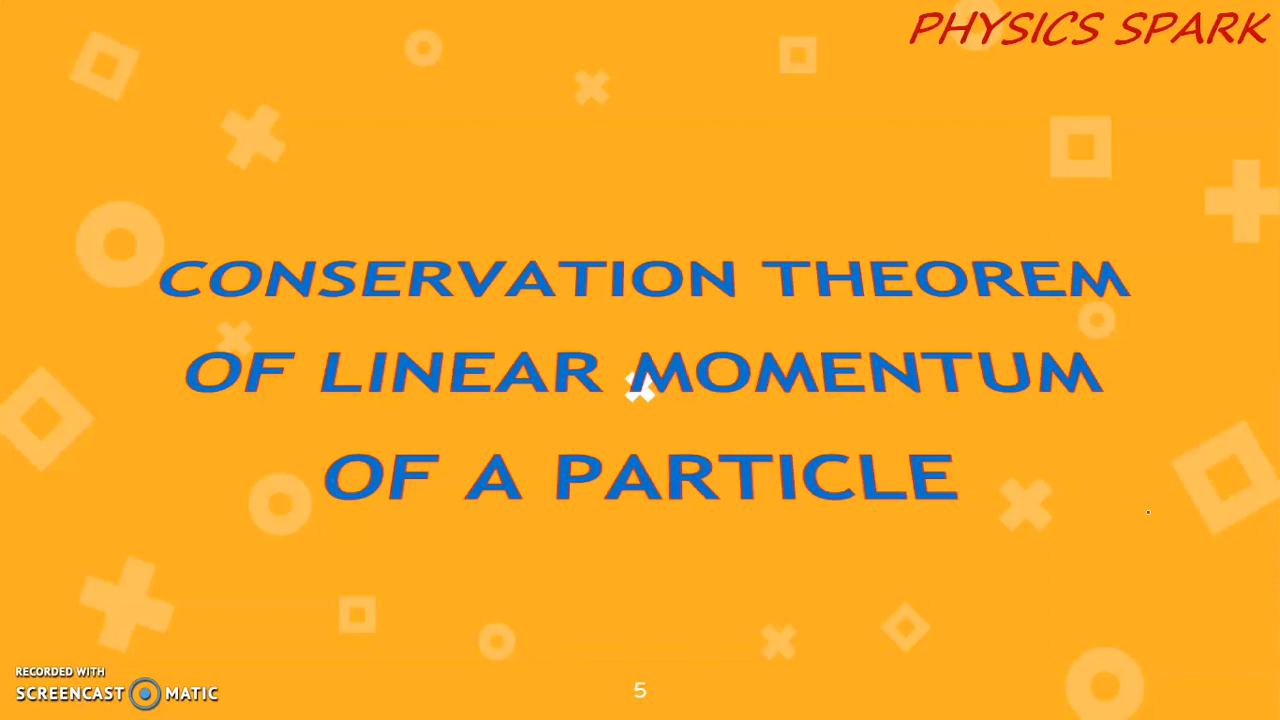 PHYSICS SPARK
CONSERVATION THEOREM
OF LINEAR MOMENTUM
OF A PARTICLE
RECORDED WITH
SCREENCAST MATIC
5